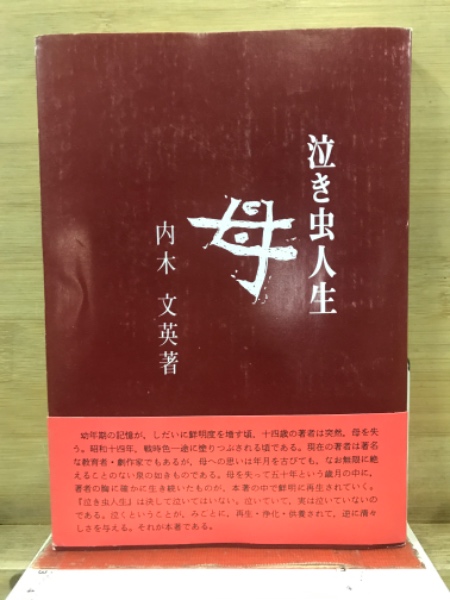 泣き虫人生
母
内木 文英著
幼年期の記憶が、しだいに鮮明度を増す頃、十四歳の著者は突然、母を失
う。昭和十四年、戦時色一途に塗りつぶされる頃である。現在の著者は著名
な教育者・劇作家でもあるが、母への思いは年月を古びても、なお無限に絶
えることのない泉の如きものである。母を失って五十年という歳月の中に、
著者の胸に確かに生き続いたものが、本著の中で鮮明に再生されていく。
『泣き虫人生』は決して泣いてはいない。泣いていて、実は泣いていないの
である。泣くということが、みごとに、再生・浄化・供養されて、逆に清々
しさを与える。それが本著である。